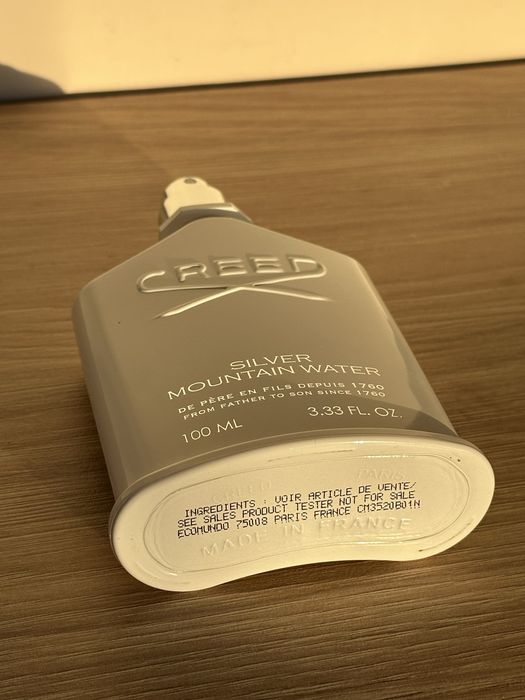 CREED
SILVER
MOUNTAIN WATER
DE PÈRE EN FILS DEPUIS 1760
FROM FATHER TO SON SINCE 1760
100 ML 3.33 FL. OZ.
CREED PARIS
INGREDIENTS : VOIR ARTICLE DE VENTE/
SEE SALES PRODUCT TESTER NOT FOR SALE
ECOMUNDO 75008 PARIS FRANCE CM3520B01N
MADE IN FRANCE